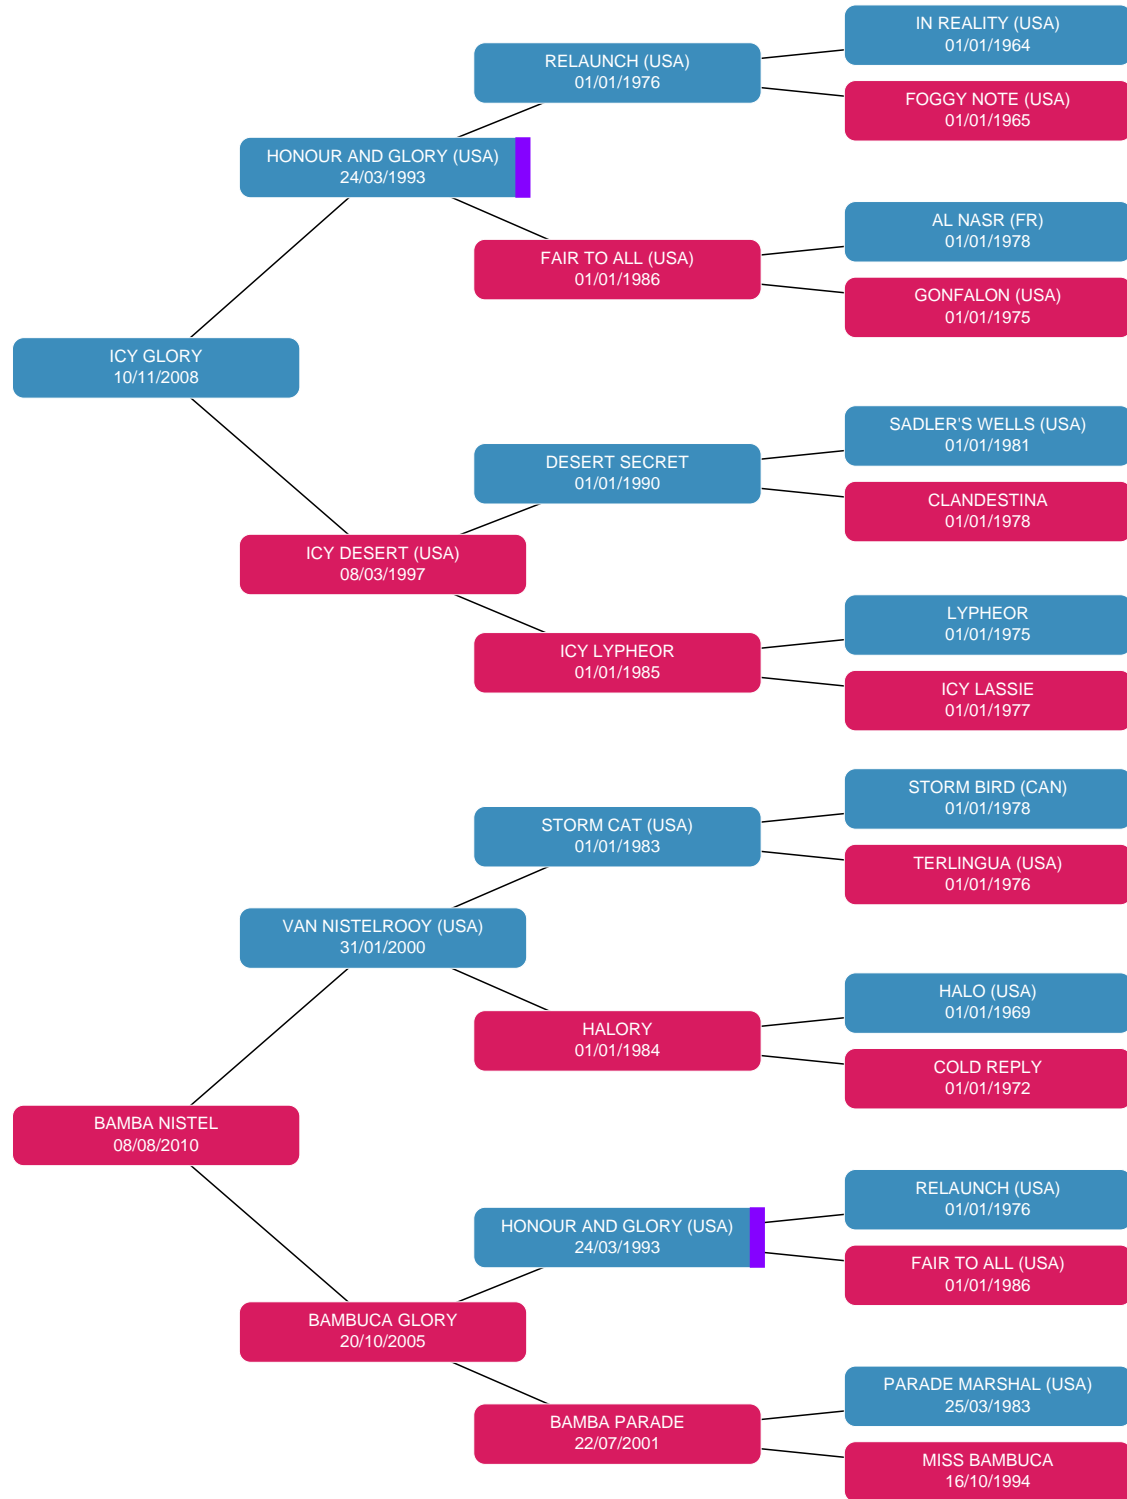 IN REALITY (USA)
01/01/1964
RELAUNCH (USA)
01/01/1976
FOGGY NOTE (USA)
01/01/1965
HONOUR AND GLORY (USA)
24/03/1993
AL NASR (FR)
01/01/1978
FAIR TO ALL (USA)
01/01/1986
GONFALON (USA)
01/01/1975
ICY GLORY
10/11/2008
SADLER'S WELLS (USA)
01/01/1981
DESERT SECRET
01/01/1990
CLANDESTINA
01/01/1978
ICY DESERT (USA)
08/03/1997
LYPHEOR
01/01/1975
ICY LYPHEOR
01/01/1985
ICY LASSIE
01/01/1977
STORM BIRD (CAN)
01/01/1978
STORM CAT (USA)
01/01/1983
TERLINGUA (USA)
01/01/1976
VAN NISTELROOY (USA)
31/01/2000
HALO (USA)
01/01/1969
HALORY
01/01/1984
COLD REPLY
01/01/1972
BAMBA NISTEL
08/08/2010
RELAUNCH (USA)
01/01/1976
HONOUR AND GLORY (USA)
24/03/1993
FAIR TO ALL (USA)
01/01/1986
BAMBUCA GLORY
20/10/2005
PARADE MARSHAL (USA)
25/03/1983
BAMBA PARADE
22/07/2001
MISS BAMBUCA
16/10/1994